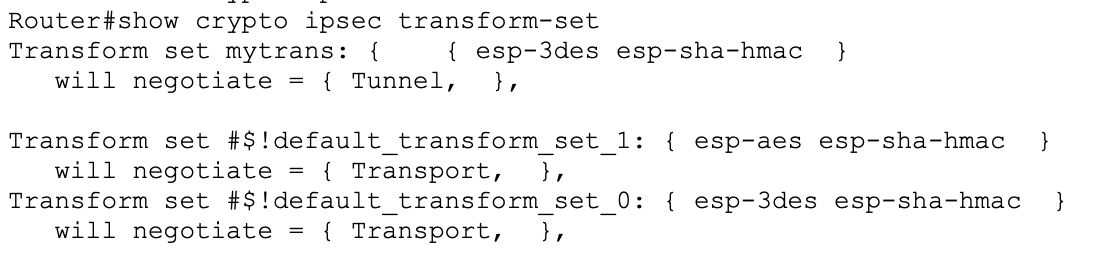 Router#show crypto ipsec transform-set
Transform set mytrans: {    { esp-3des esp-sha-hmac  }
   will negotiate = { Tunnel,  },

Transform set #$!default_transform_set_1: { esp-aes esp-sha-hmac  }
   will negotiate = { Transport,  },
Transform set #$!default_transform_set_0: { esp-3des esp-sha-hmac  }
   will negotiate = { Transport,  },